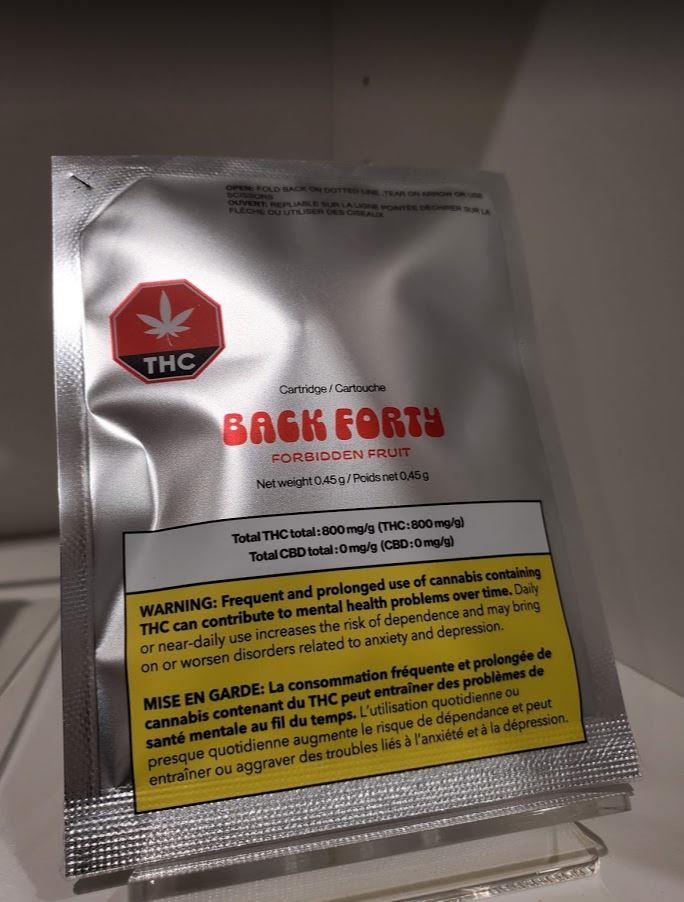 OPEN: FOLD BACK ON DOTTED LINE ,TEAR ON ARROW OR USE
SCISSORS
OUVERT: REPLIABLE SUR LA LIGNE POINTÉE DÉCHIRER SUR LA
FLÈCHE OU UTILISER DES CISEAUX
THC
Cartridge / Cartouche
BACK FORTY
FORBIDDEN FRUIT
Net weight 0.45 g / Poids net 0,45 g
Total THC total : 800 mg/g (THC : 800 mg/g)
Total CBD total : 0 mg/g (CBD : 0 mg/g)
WARNING: Frequent and prolonged use of cannabis containing
THC can contribute to mental health problems over time. Daily
or near-daily use increases the risk of dependence and may bring
on or worsen disorders related to anxiety and depression.
MISE EN GARDE: La consommation fréquente et prolongée de
cannabis contenant du THC peut entraîner des problèmes de
santé mentale au fil du temps. L'utilisation quotidienne ou
presque quotidienne augmente le risque de dépendance et peut
entraîner ou aggraver des troubles liés à l'anxiété et à la dépression.